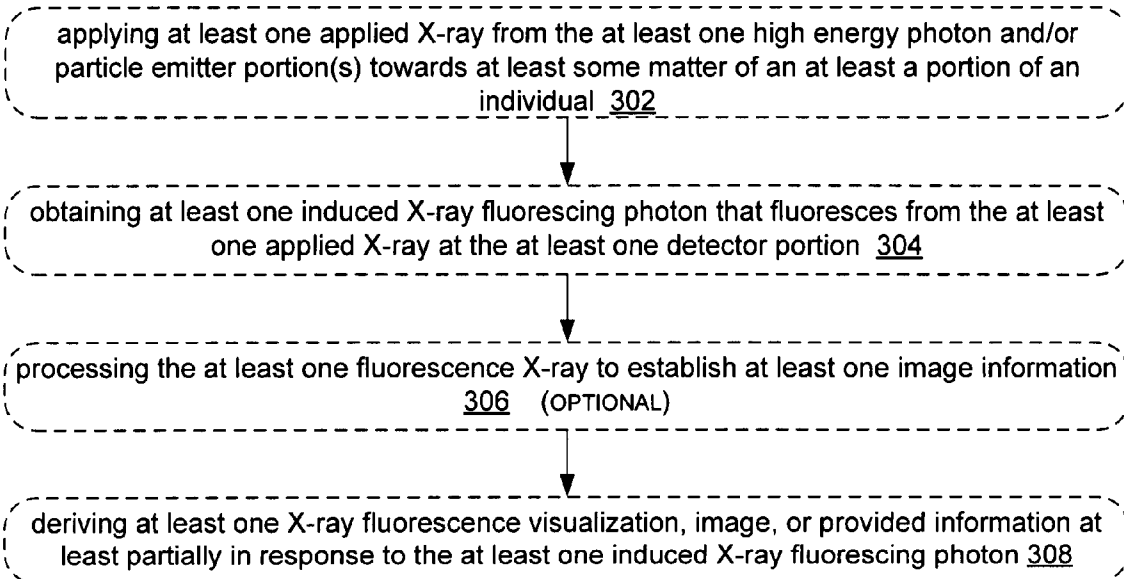 applying at least one applied X-ray from the at least one high energy photon and/or
particle emitter portion(s) towards at least some matter of an at least a portion of an
individual 302
obtaining at least one induced X-ray fluorescing photon that fluoresces from the at least
one applied X-ray at the at least one detector portion 304
processing the at least one fluorescence X-ray to establish at least one image information
306 (OPTIONAL)
deriving at least one X-ray fluorescence visualization, image, or provided information at
least partially in response to the at least one induced X-ray fluorescing photon 308